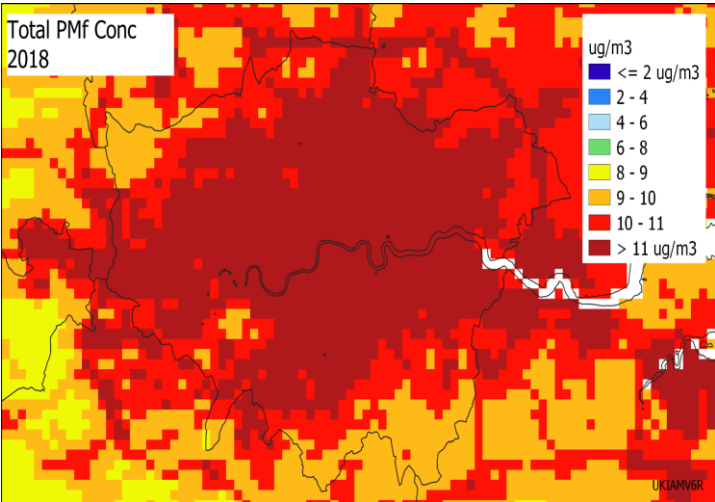 Total PMf Conc
2018
ug/m3
<= 2 ug/m3
2 - 4
4 - 6
6 - 8
8 - 9
9 - 10
10 - 11
> 11 ug/m3
UKIAMV6R